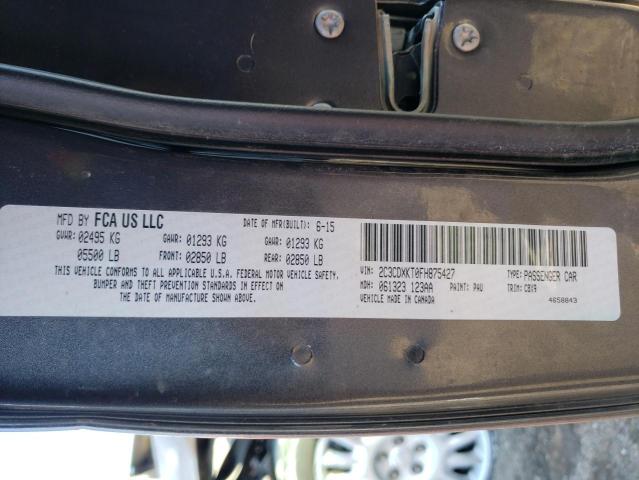 MFD BY FCA US LLC DATE OF MFR(BUILT): 6-15
GVWR: 02495 KG GAWR: 01293 KG GAWR: 01293 KG
05500 LB FRONT: 02850 LB REAR: 02850 LB
THIS VEHICLE CONFORMS TO ALL APPLICABLE U.S.A. FEDERAL MOTOR VEHICLE SAFETY,
BUMPER AND THEFT PREVENTION STANDARDS IN EFFECT ON
THE DATE OF MANUFACTURE SHOWN ABOVE.
VIN: 2C3CDXKT0FH875427 TYPE: PASSENGER CAR
MDH: 061323 123AA PAINT: PAU TRIM: CBX9
VEHICLE MADE IN CANADA 4658843